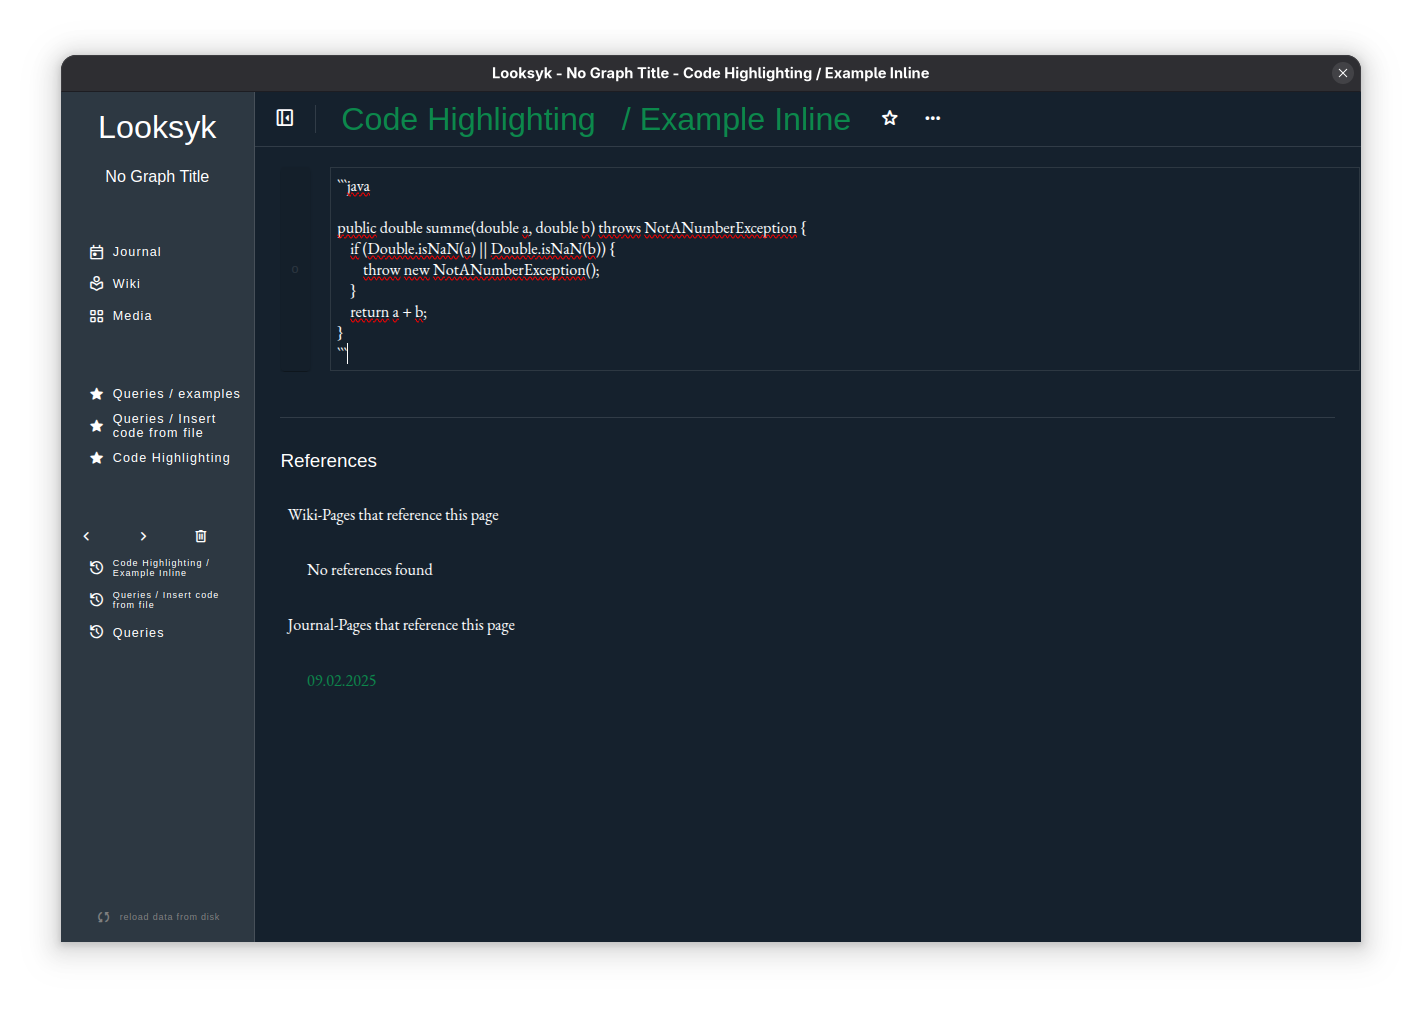 Looksyk - No Graph Title - Code Highlighting / Example Inline
Looksyk
No Graph Title
Journal
Wiki
Media
Queries / examples
Queries / Insert
code from file
Code Highlighting
Code Highlighting /
Example Inline
Queries / Insert code
from file
Queries
reload data from disk
Code Highlighting / Example Inline
```java
public double summe(double a, double b) throws NotANumberException {
    if (Double.isNaN(a) || Double.isNaN(b)) {
        throw new NotANumberException();
    }
    return a + b;
}
```
References
Wiki-Pages that reference this page
No references found
Journal-Pages that reference this page
09.02.2025